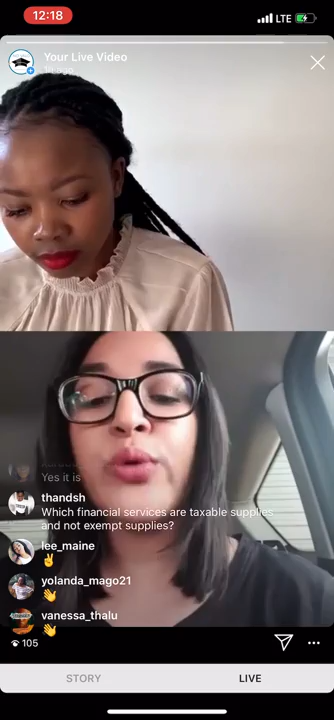 12:18
LTE
Your Live Video
Yes it is
thandsh
Which financial services are taxable supplies
and not exempt supplies?
lee_maine
✌
yolanda_mago21
👋
vanessa_thalu
👋
105
STORY
LIVE